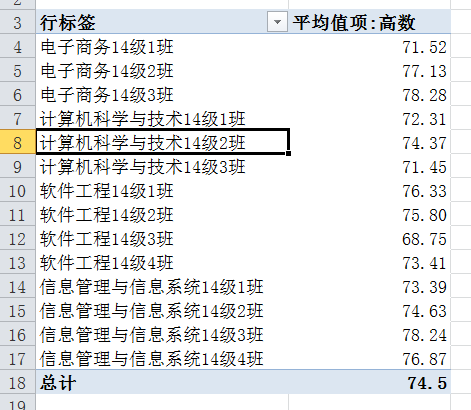 3 行标签 平均值项:高数
4 电子商务14级1班 71.52
5 电子商务14级2班 77.13
6 电子商务14级3班 78.28
7 计算机科学与技术14级1班 72.31
8 计算机科学与技术14级2班 74.37
9 计算机科学与技术14级3班 71.45
10 软件工程14级1班 76.33
11 软件工程14级2班 75.80
12 软件工程14级3班 68.75
13 软件工程14级4班 73.41
14 信息管理与信息系统14级1班 73.39
15 信息管理与信息系统14级2班 74.63
16 信息管理与信息系统14级3班 78.24
17 信息管理与信息系统14级4班 76.87
18 总计 74.5